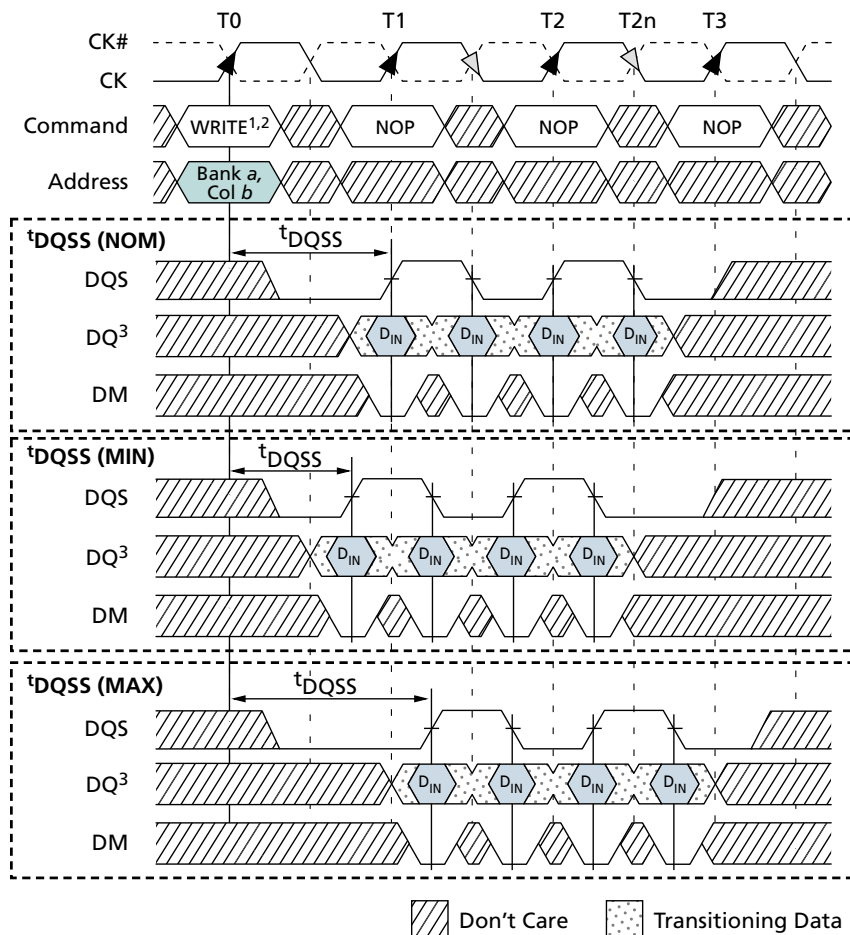 T0 T1 T2 T2n T3
CK#
CK
Command WRITE1,2 NOP NOP NOP
Address Bank a, Col b
tDQSS (NOM) tDQSS
DQS
DQ3 DIN DIN DIN DIN
DM
tDQSS (MIN) tDQSS
DQS
DQ3 DIN DIN DIN DIN
DM
tDQSS (MAX) tDQSS
DQS
DQ3 DIN DIN DIN DIN
DM
Don't Care Transitioning Data